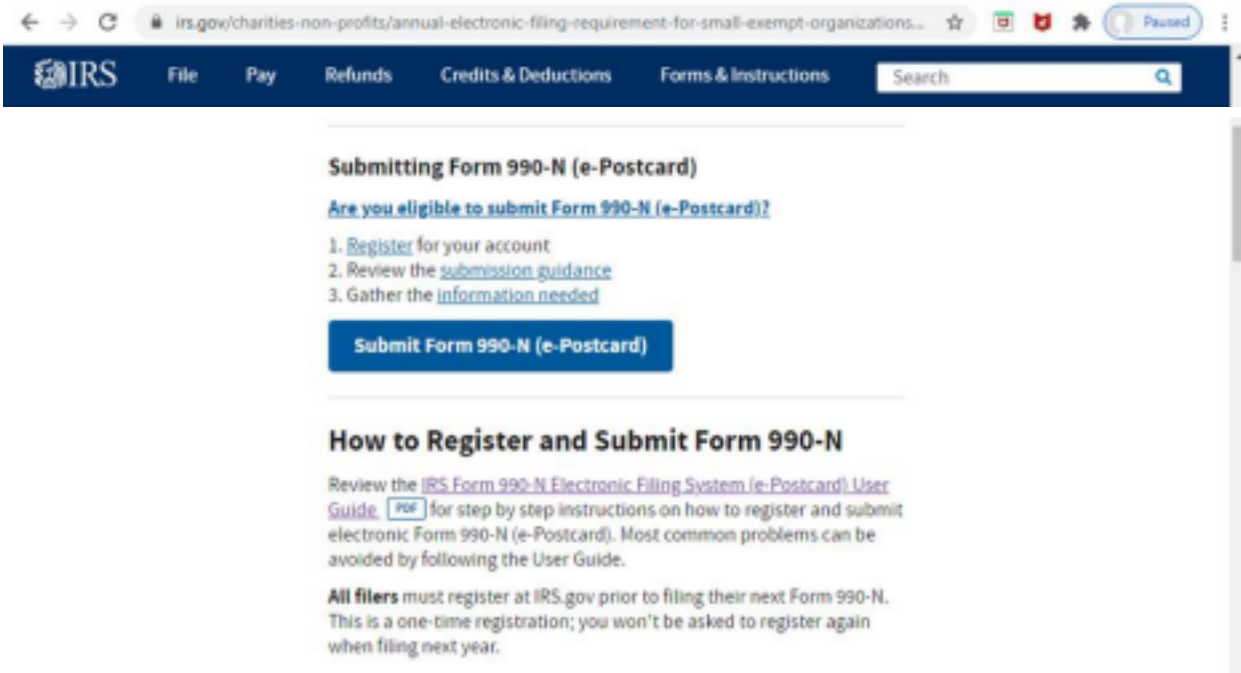 irs.gov/charities-non-profits/annual-electronic-filing-requirement-for-small-exempt-organizations... Paused
IRS File Pay Refunds Credits & Deductions Forms & Instructions Search
Submitting Form 990-N (e-Postcard)
Are you eligible to submit Form 990-N (e-Postcard)?
1. Register for your account
2. Review the submission guidance
3. Gather the information needed
Submit Form 990-N (e-Postcard)
How to Register and Submit Form 990-N
Review the IRS Form 990-N Electronic Filing System (e-Postcard) User
Guide PDF for step by step instructions on how to register and submit
electronic Form 990-N (e-Postcard). Most common problems can be
avoided by following the User Guide.
All filers must register at IRS.gov prior to filing their next Form 990-N.
This is a one-time registration; you won't be asked to register again
when filing next year.